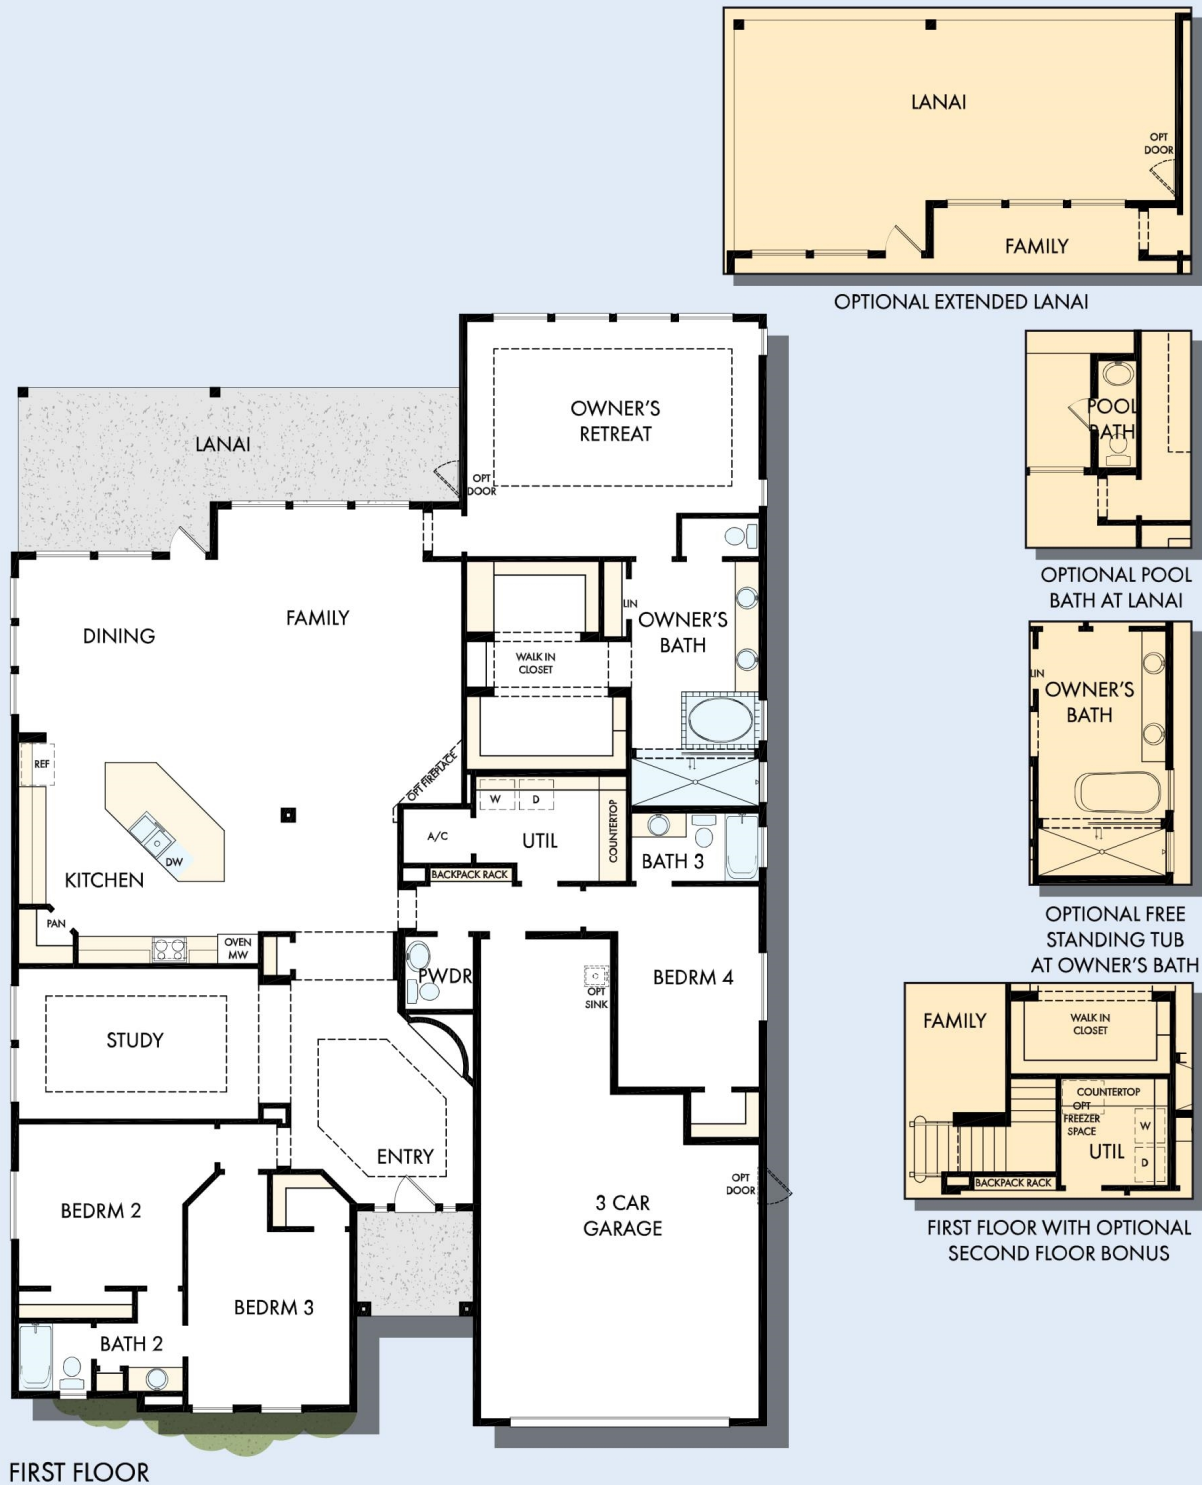 LANAI
OPT
DOOR
FAMILY
OPTIONAL EXTENDED LANAI
OWNER'S
RETREAT
LANAI
OPT
DOOR
POOL
BATH
OPTIONAL POOL
BATH AT LANAI
DINING
FAMILY
LIN
OWNER'S
BATH
WALK IN
CLOSET
LIN
OWNER'S
BATH
REF
OPT FIREPLACE
W
D
A/C
UTIL
COUNTERTOP
DW
KITCHEN
BACKPACK RACK
BATH 3
PAN
OVEN
MW
PWDR
OPT
SINK
BEDRM 4
OPTIONAL FREE
STANDING TUB
AT OWNER'S BATH
STUDY
FAMILY
WALK IN
CLOSET
COUNTERTOP
OPT
FREEZER
SPACE
W
UTIL
D
BACKPACK RACK
ENTRY
OPT
DOOR
BEDRM 2
3 CAR
GARAGE
FIRST FLOOR WITH OPTIONAL
SECOND FLOOR BONUS
BEDRM 3
BATH 2
FIRST FLOOR